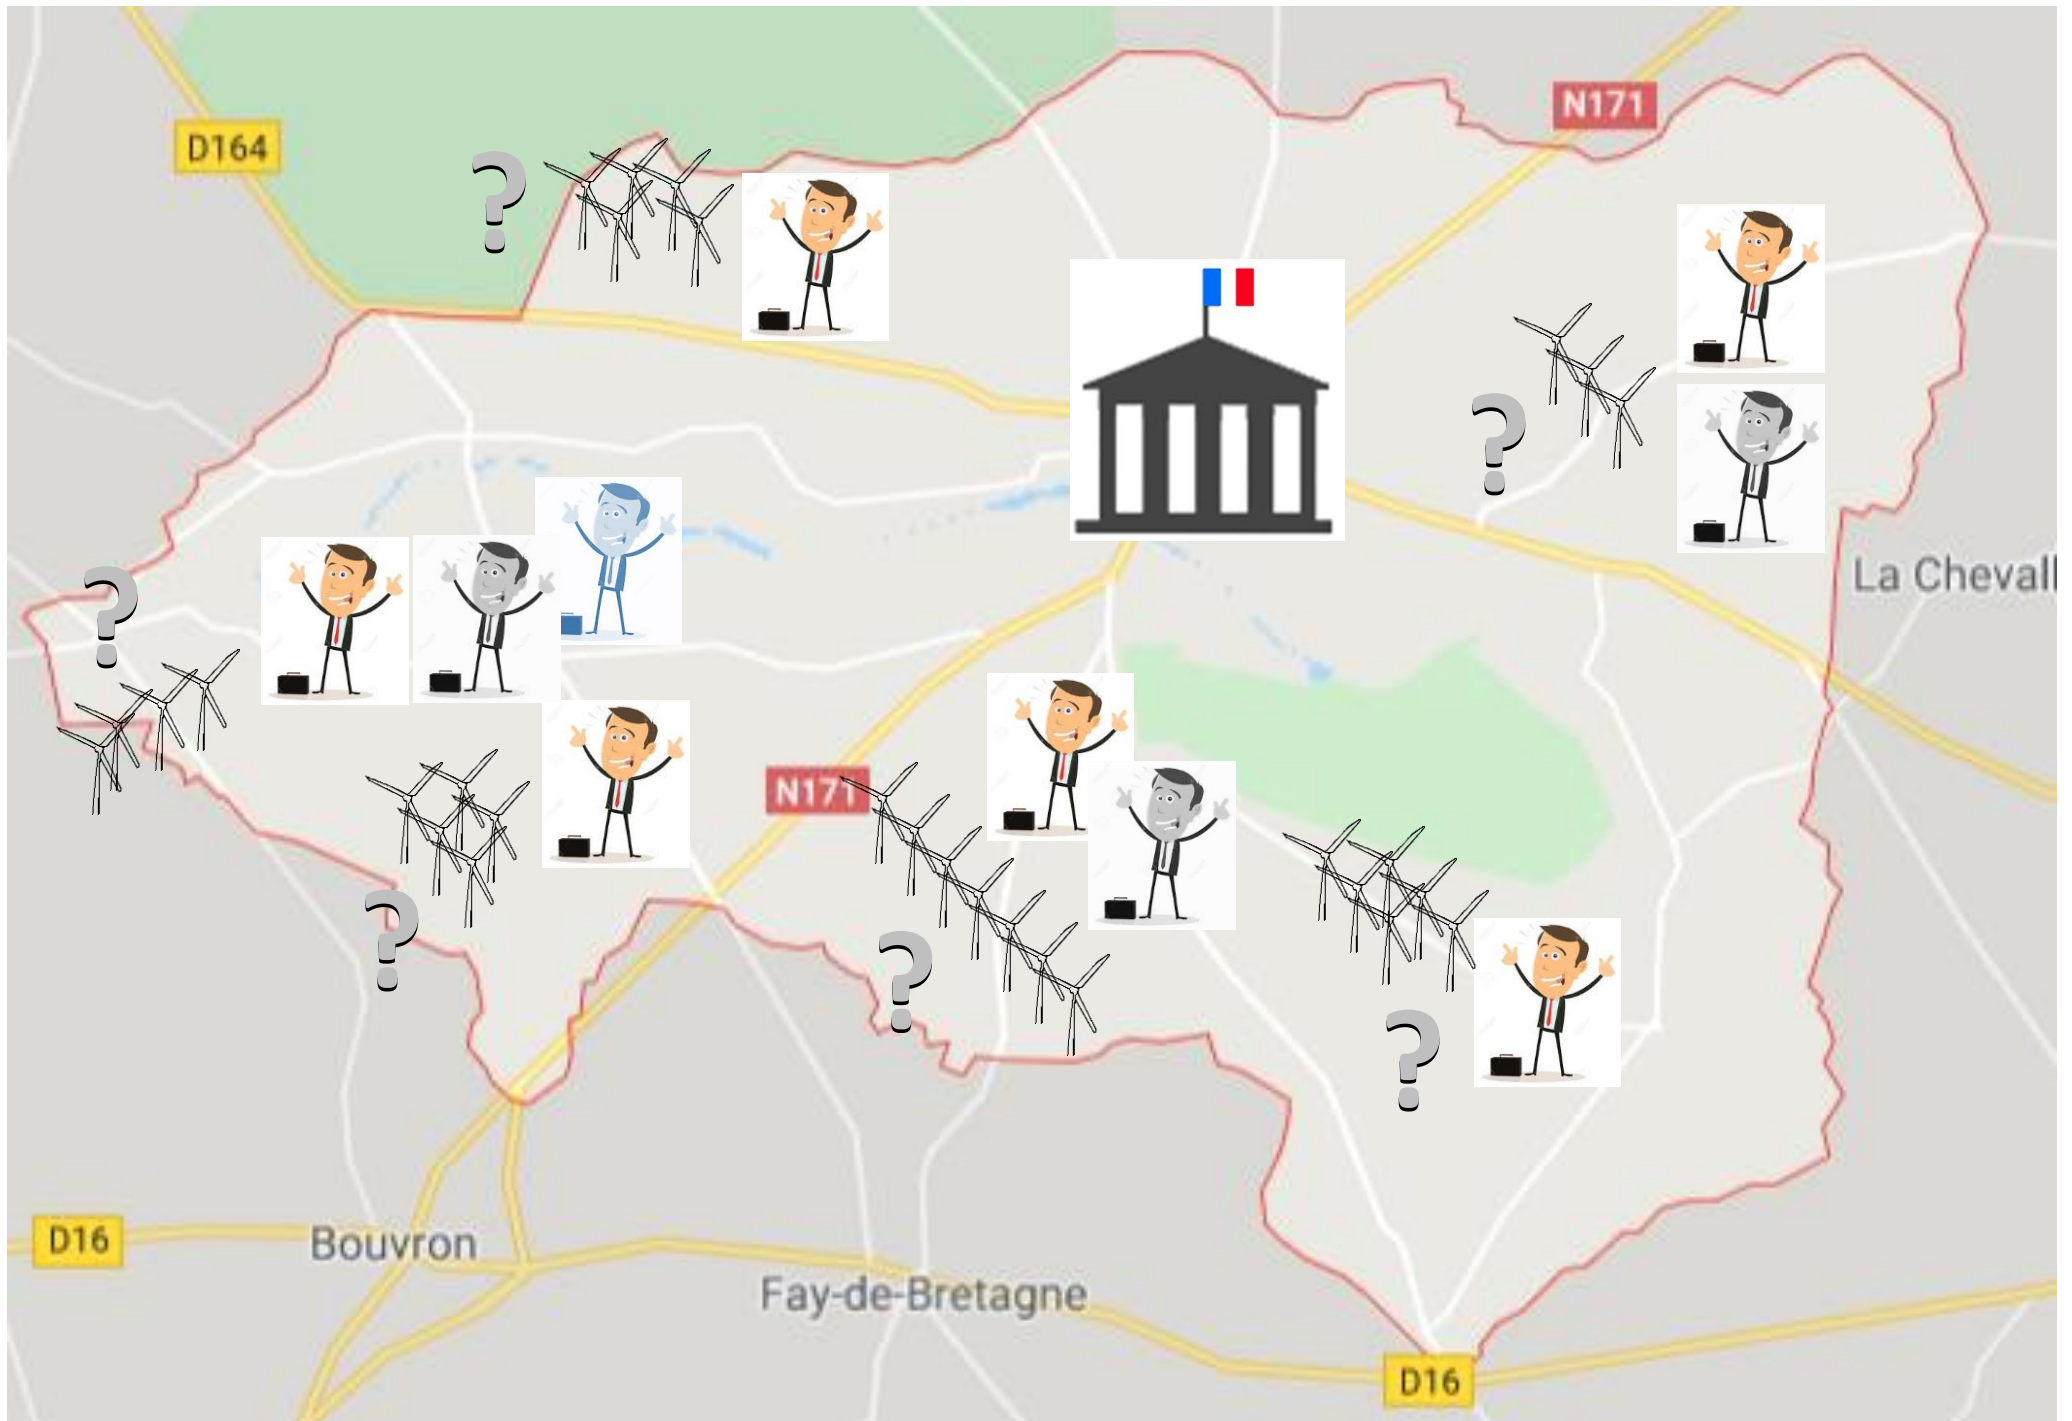 N171
D164
?
?
La Chevall
?
N171
?
?
?
D16
Bouvron
Fay-de-Bretagne
D16